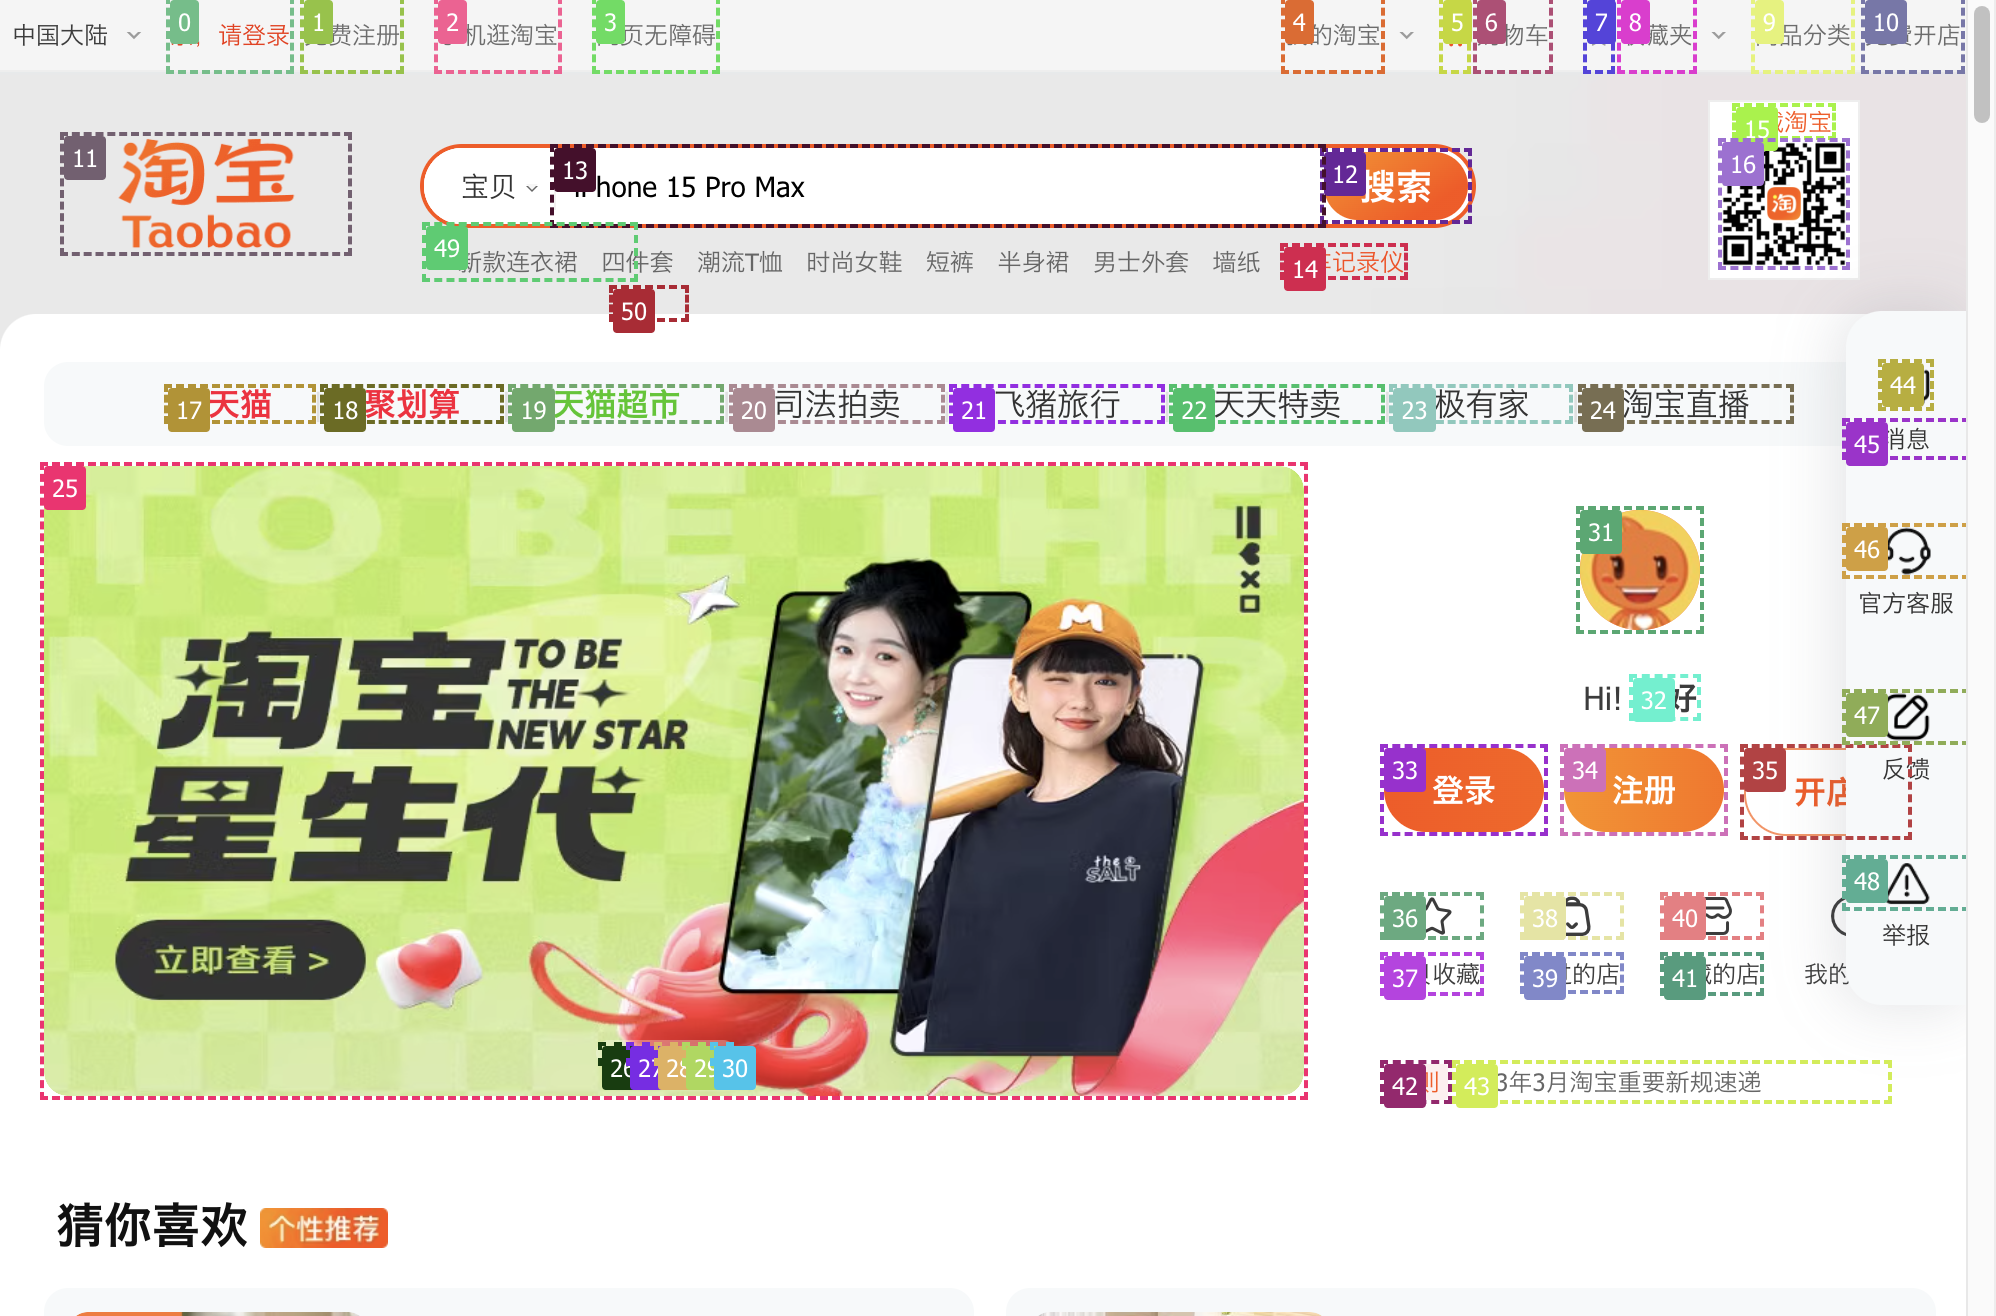 中国大陆
请登录
费注册
机逛淘宝
页无障碍
的淘宝
物车
藏夹
品分类
费开店
0 1 2 3 4 5 6 7 8 9 10
11
淘宝
Taobao
宝贝
13
iPhone 15 Pro Max
12
搜索
15
淘宝
16
淘
49
新款连衣裙 四件套 潮流T恤 时尚女鞋 短裤 半身裙 男士外套 墙纸
14
记录仪
50
17 天猫 18 聚划算 19 天猫超市 20 司法拍卖 21 飞猪旅行 22 天天特卖 23 极有家 24 淘宝直播
44
45 消息
46
官方客服
47
反馈
48
举报
25
TO BE THE
淘宝
TO BE
THE
NEW STAR
星生代
立即查看 >
M
the
SALT
26 27 28 29 30
31
Hi! 32 好
33 登录 34 注册 35 开店
36 38 40
37 收藏 39 的店 41 的店 我的
42 43 3年3月淘宝重要新规速递
猜你喜欢 个性推荐